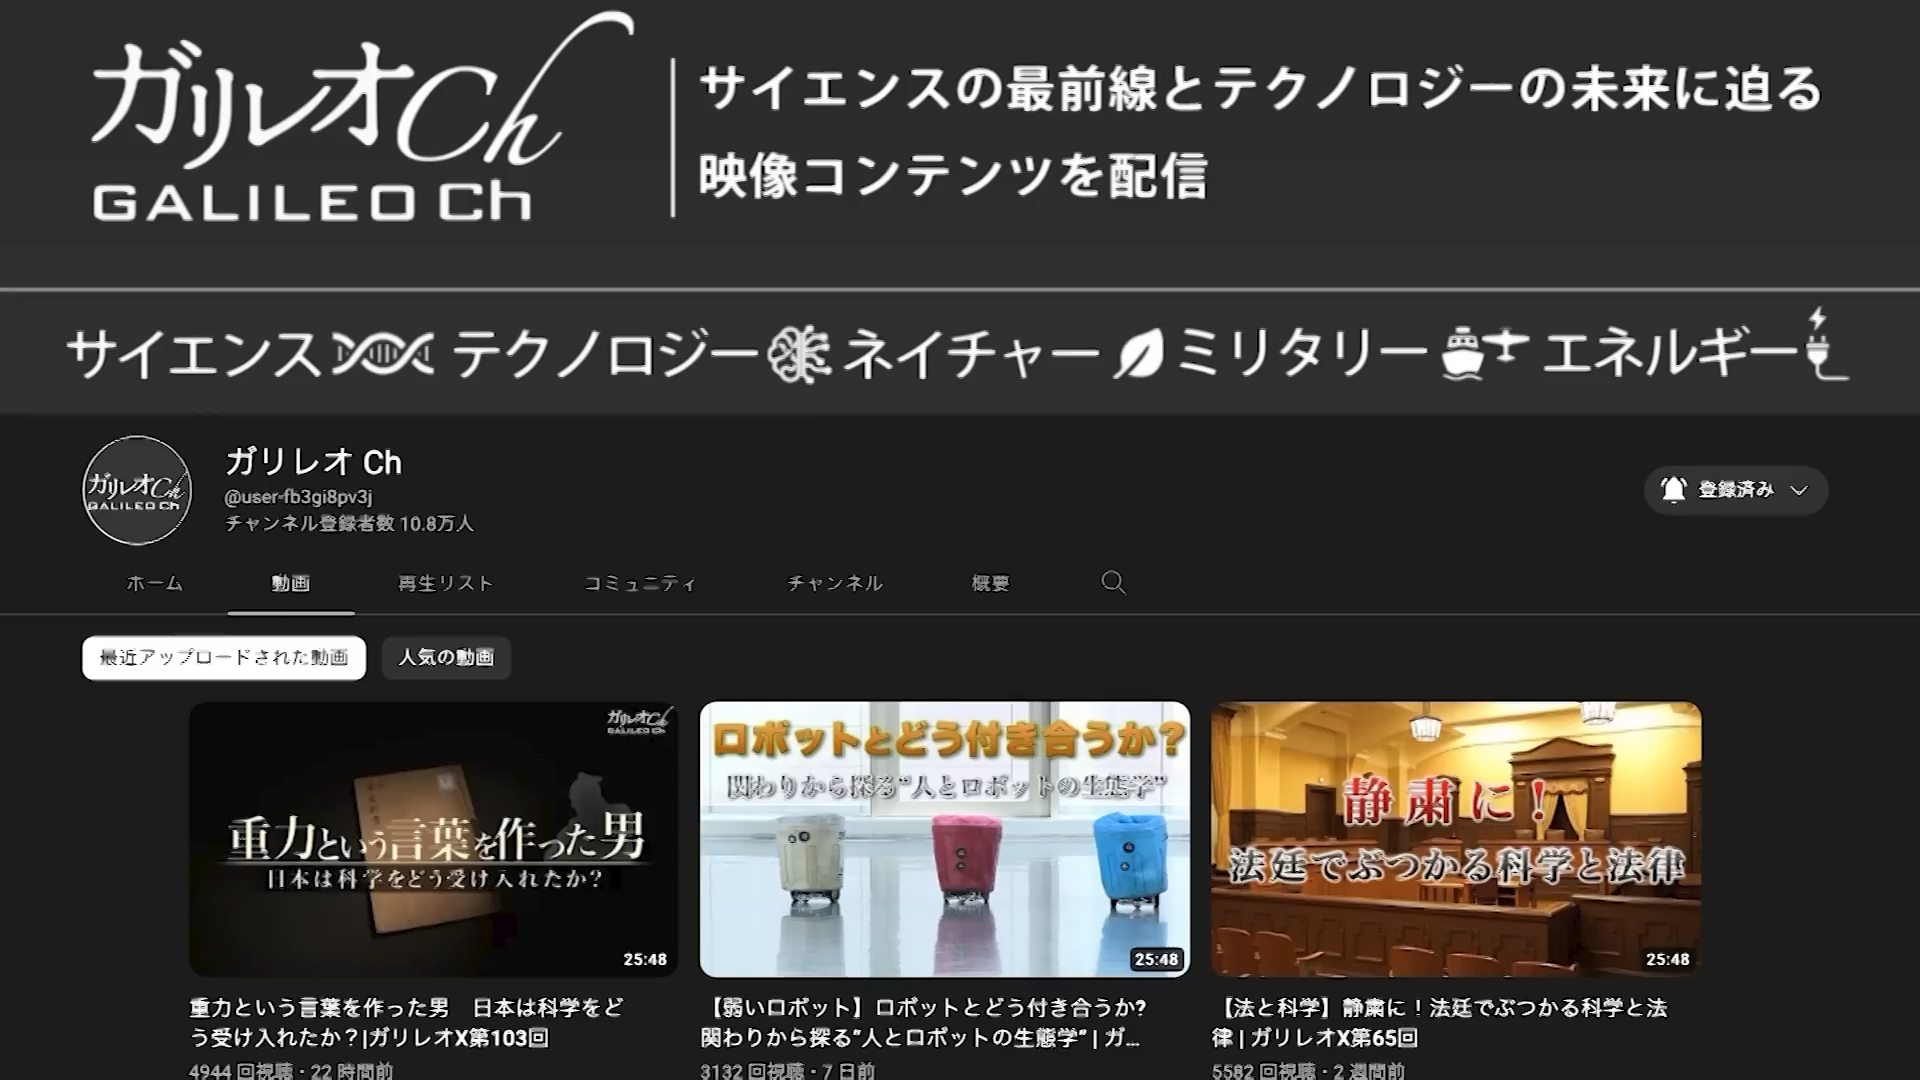 ガリレオCh
GALILEO Ch
サイエンスの最前線とテクノロジーの未来に迫る
映像コンテンツを配信
サイエンス テクノロジー ネイチャー ミリタリー エネルギー
ガリレオCh
GALILEO Ch
ガリレオ Ch
@user-fb3gi8pv3j
チャンネル登録者数 10.8万人
登録済み
ホーム 動画 再生リスト コミュニティ チャンネル 概要
最近アップロードされた動画 人気の動画
ガリレオCh
GALILEO Ch
重力という言葉を作った男
日本は科学をどう受け入れたか?
25:48
ロボットとどう付き合うか?
関わりから探る"人とロボットの生態学"
25:48
静粛に!
法廷でぶつかる科学と法律
25:48
重力という言葉を作った男 日本は科学をど
う受け入れたか?|ガリレオX第103回
4944 回視聴・22 時間前
【弱いロボット】ロボットとどう付き合うか?
関わりから探る"人とロボットの生態学" | ガ...
3132 回視聴・7 日前
【法と科学】静粛に！法廷でぶつかる科学と法
律 | ガリレオX第65回
5582 回視聴・2 週間前